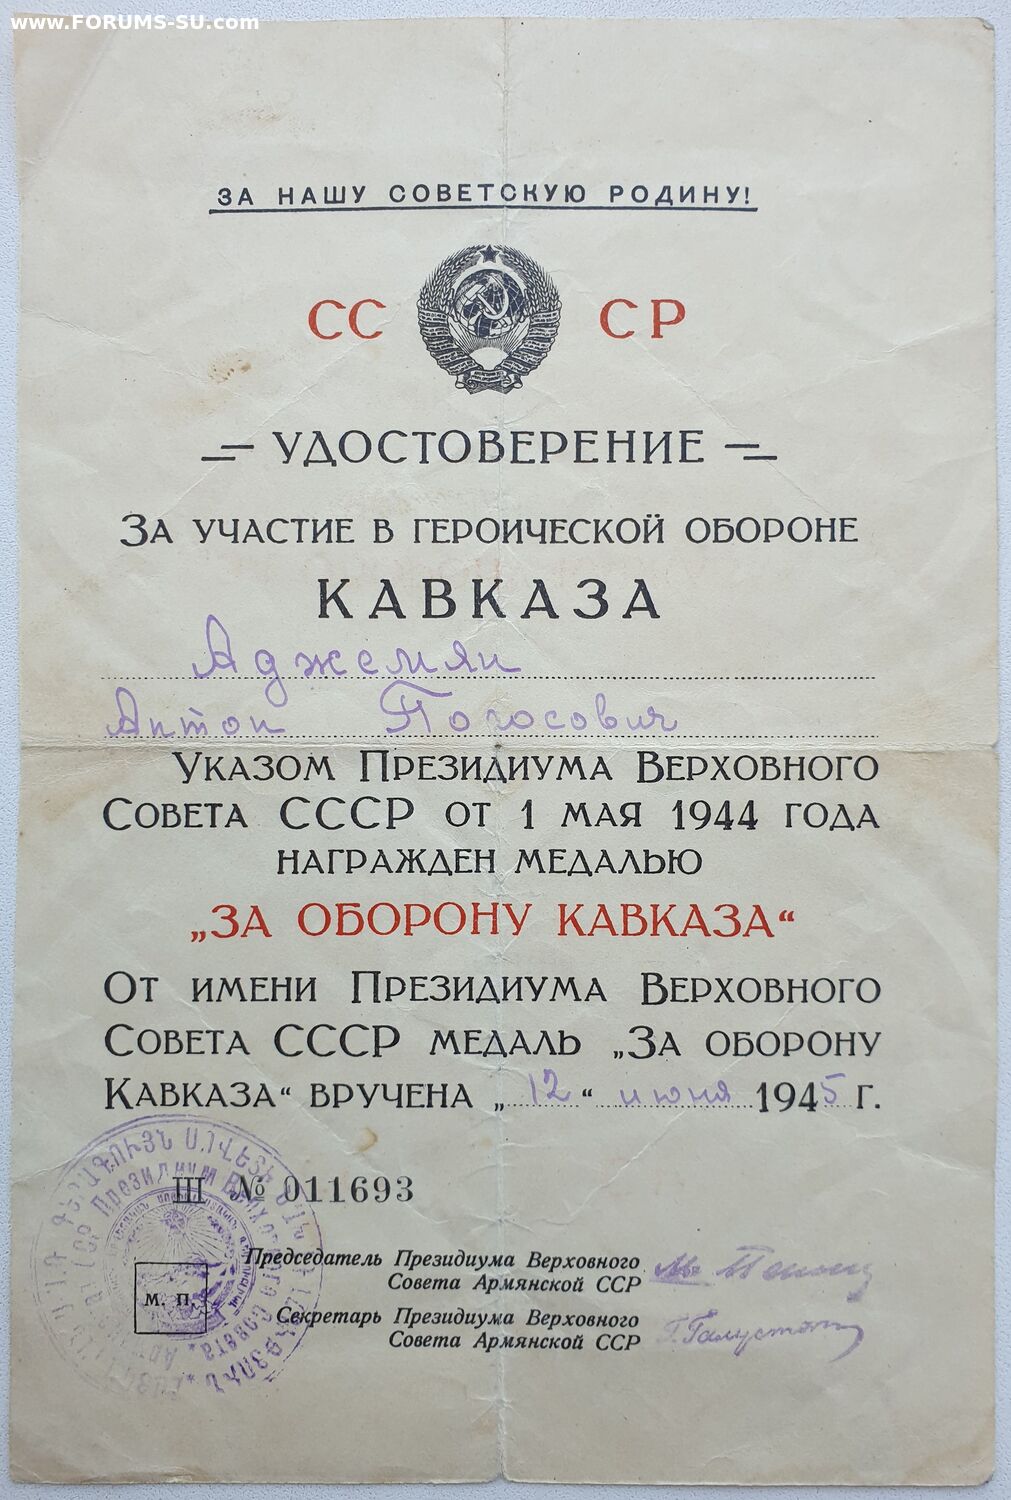 www.FORUMS-SU.com
ЗА НАШУ СОВЕТСКУЮ РОДИНУ!
СС СР
УДОСТОВЕРЕНИЕ
ЗА УЧАСТИЕ В ГЕРОИЧЕСКОЙ ОБОРОНЕ
КАВКАЗА
Аджемян
Антон Погосович
УКАЗОМ ПРЕЗИДИУМА ВЕРХОВНОГО
СОВЕТА СССР ОТ 1 МАЯ 1944 ГОДА
НАГРАЖДЕН МЕДАЛЬЮ
„ЗА ОБОРОНУ КАВКАЗА“
ОТ ИМЕНИ ПРЕЗИДИУМА ВЕРХОВНОГО
СОВЕТА СССР МЕДАЛЬ „ЗА ОБОРОНУ
КАВКАЗА“ ВРУЧЕНА „12“ июня 1945 Г.
Ш № 011693
Председатель Президиума Верховного
Совета Армянской ССР
м. п.
Секретарь Президиума Верховного
Совета Армянской ССР
Президиум Верховного Совета